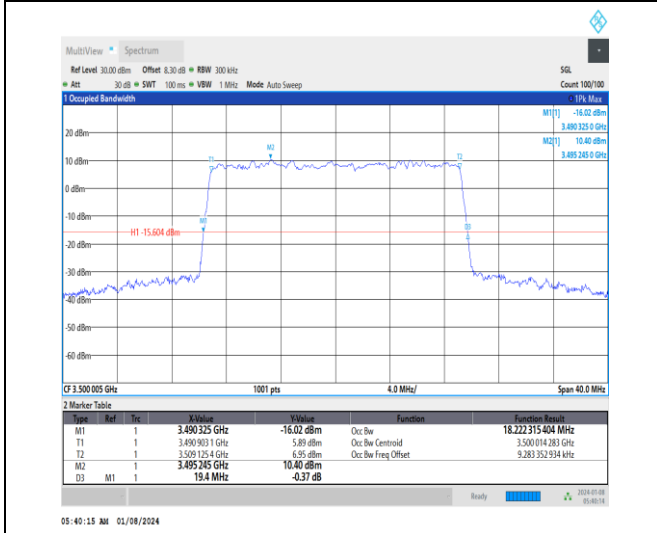 MultiView Spectrum
Ref Level 30.00 dBm Offset 8.30 dB RBW 300 kHz SGL
Att 30 dB SWT 100 ms VBW 1 MHz Mode Auto Sweep Count 100/100
1 Occupied Bandwidth 1Pk Max
M1[1] -16.02 dBm
3.490 325 0 GHz
M2[1] 10.40 dBm
3.495 245 0 GHz
20 dBm
M2
T1
T2
10 dBm
0 dBm
-10 dBm
M1
D3
H1 -15.604 dBm
-20 dBm
-30 dBm
-40 dBm
-50 dBm
-60 dBm
CF 3.500 005 GHz 1001 pts 4.0 MHz/ Span 40.0 MHz
2 Marker Table
Type Ref Trc X-Value Y-Value Function Function Result
M1 1 3.490 325 GHz -16.02 dBm Occ Bw 18.222 315 404 MHz
T1 1 3.490 903 1 GHz 5.89 dBm Occ Bw Centroid 3.500 014 283 GHz
T2 1 3.509 125 4 GHz 6.95 dBm Occ Bw Freq Offset 9.283 352 934 kHz
M2 1 3.495 245 GHz 10.40 dBm
D3 M1 1 19.4 MHz -0.37 dB
Ready 2024-01-08
05:40:14
05:40:15 AM 01/08/2024